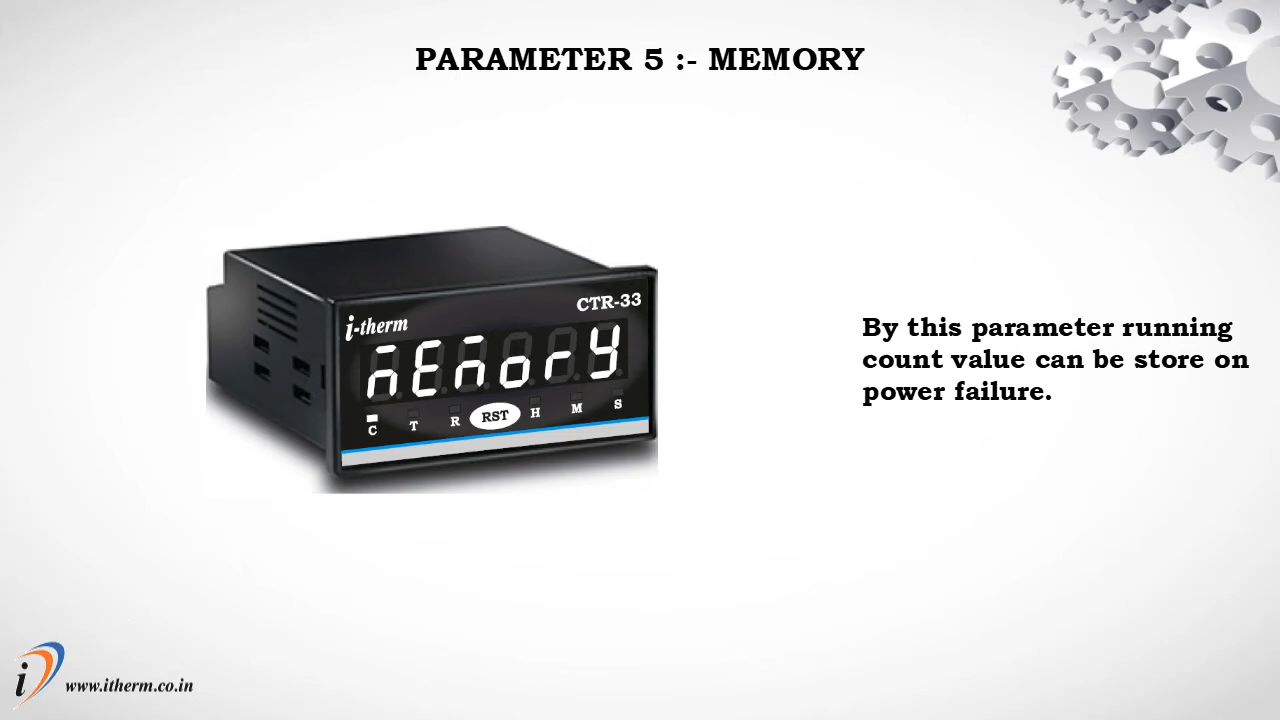 PARAMETER 5 :- MEMORY
CTR-33
i-therm
mEmory
C T R RST H M S
By this parameter running
count value can be store on
power failure.
i
www.itherm.co.in